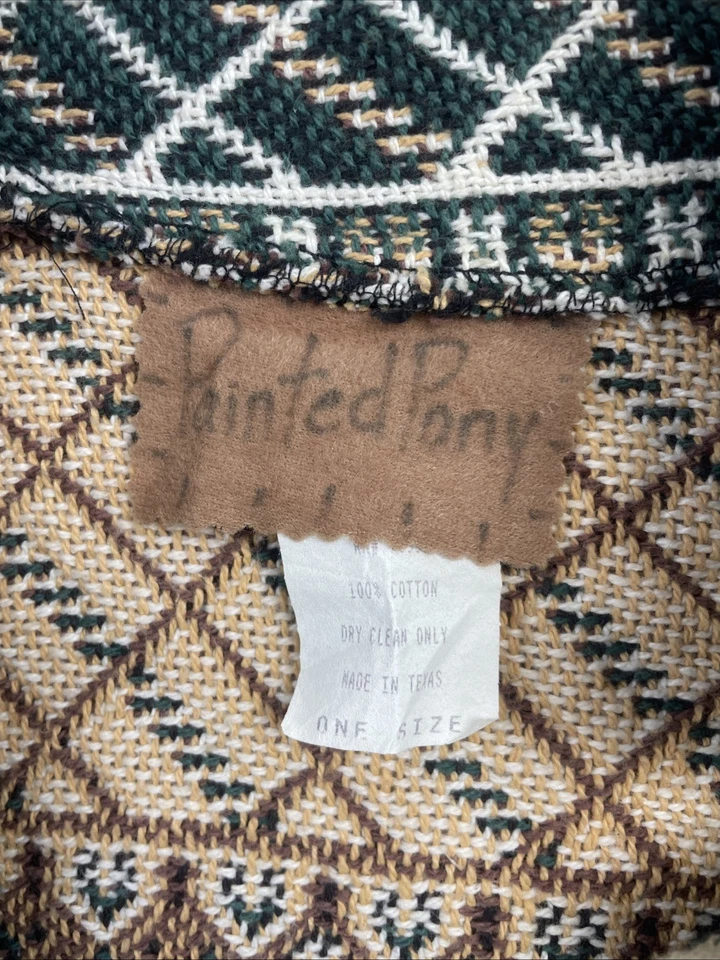 Painted Pony
100% COTTON
DRY CLEAN ONLY
MADE IN TEXAS
ONE SIZE